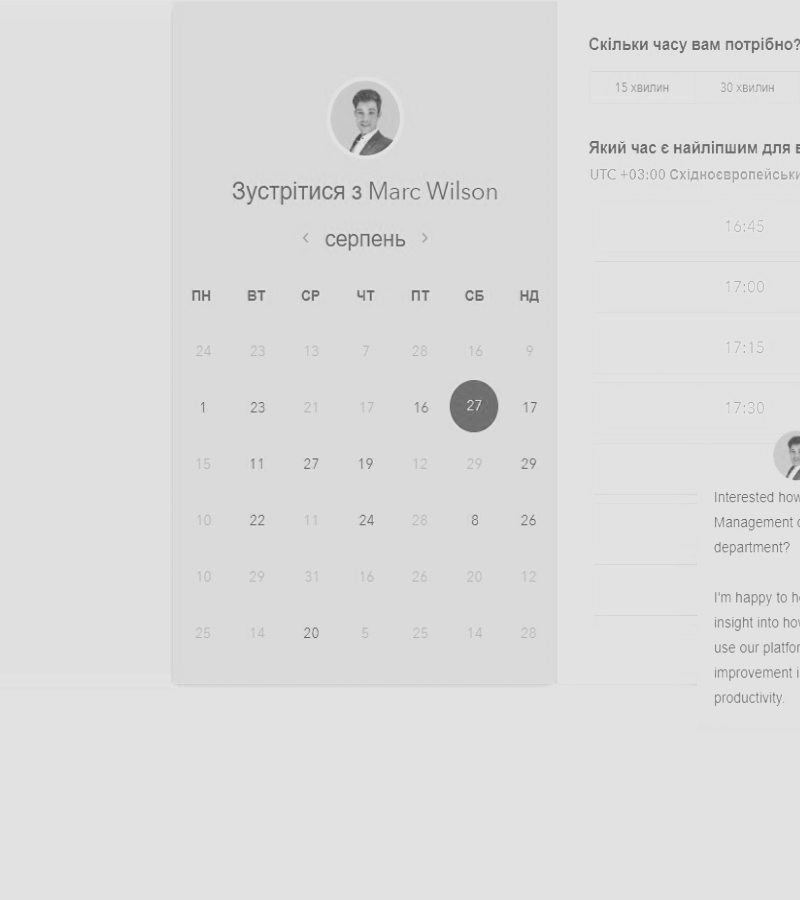 Зустрітися з Marc Wilson
‹ серпень ›
ПН ВТ СР ЧТ ПТ СБ НД
24 23 13 7 28 16 9
1 23 21 17 16 27 17
15 11 27 19 12 29 29
10 22 11 24 28 8 26
10 29 31 16 26 20 12
25 14 20 5 25 14 28
Скільки часу вам потрібно?
15 хвилин 30 хвилин
Який час є найліпшим для в
UTC +03:00 Східноєвропейськи
16:45
17:00
17:15
17:30
Interested how
Management
department?
I'm happy to h
insight into how
use our platfor
improvement i
productivity.